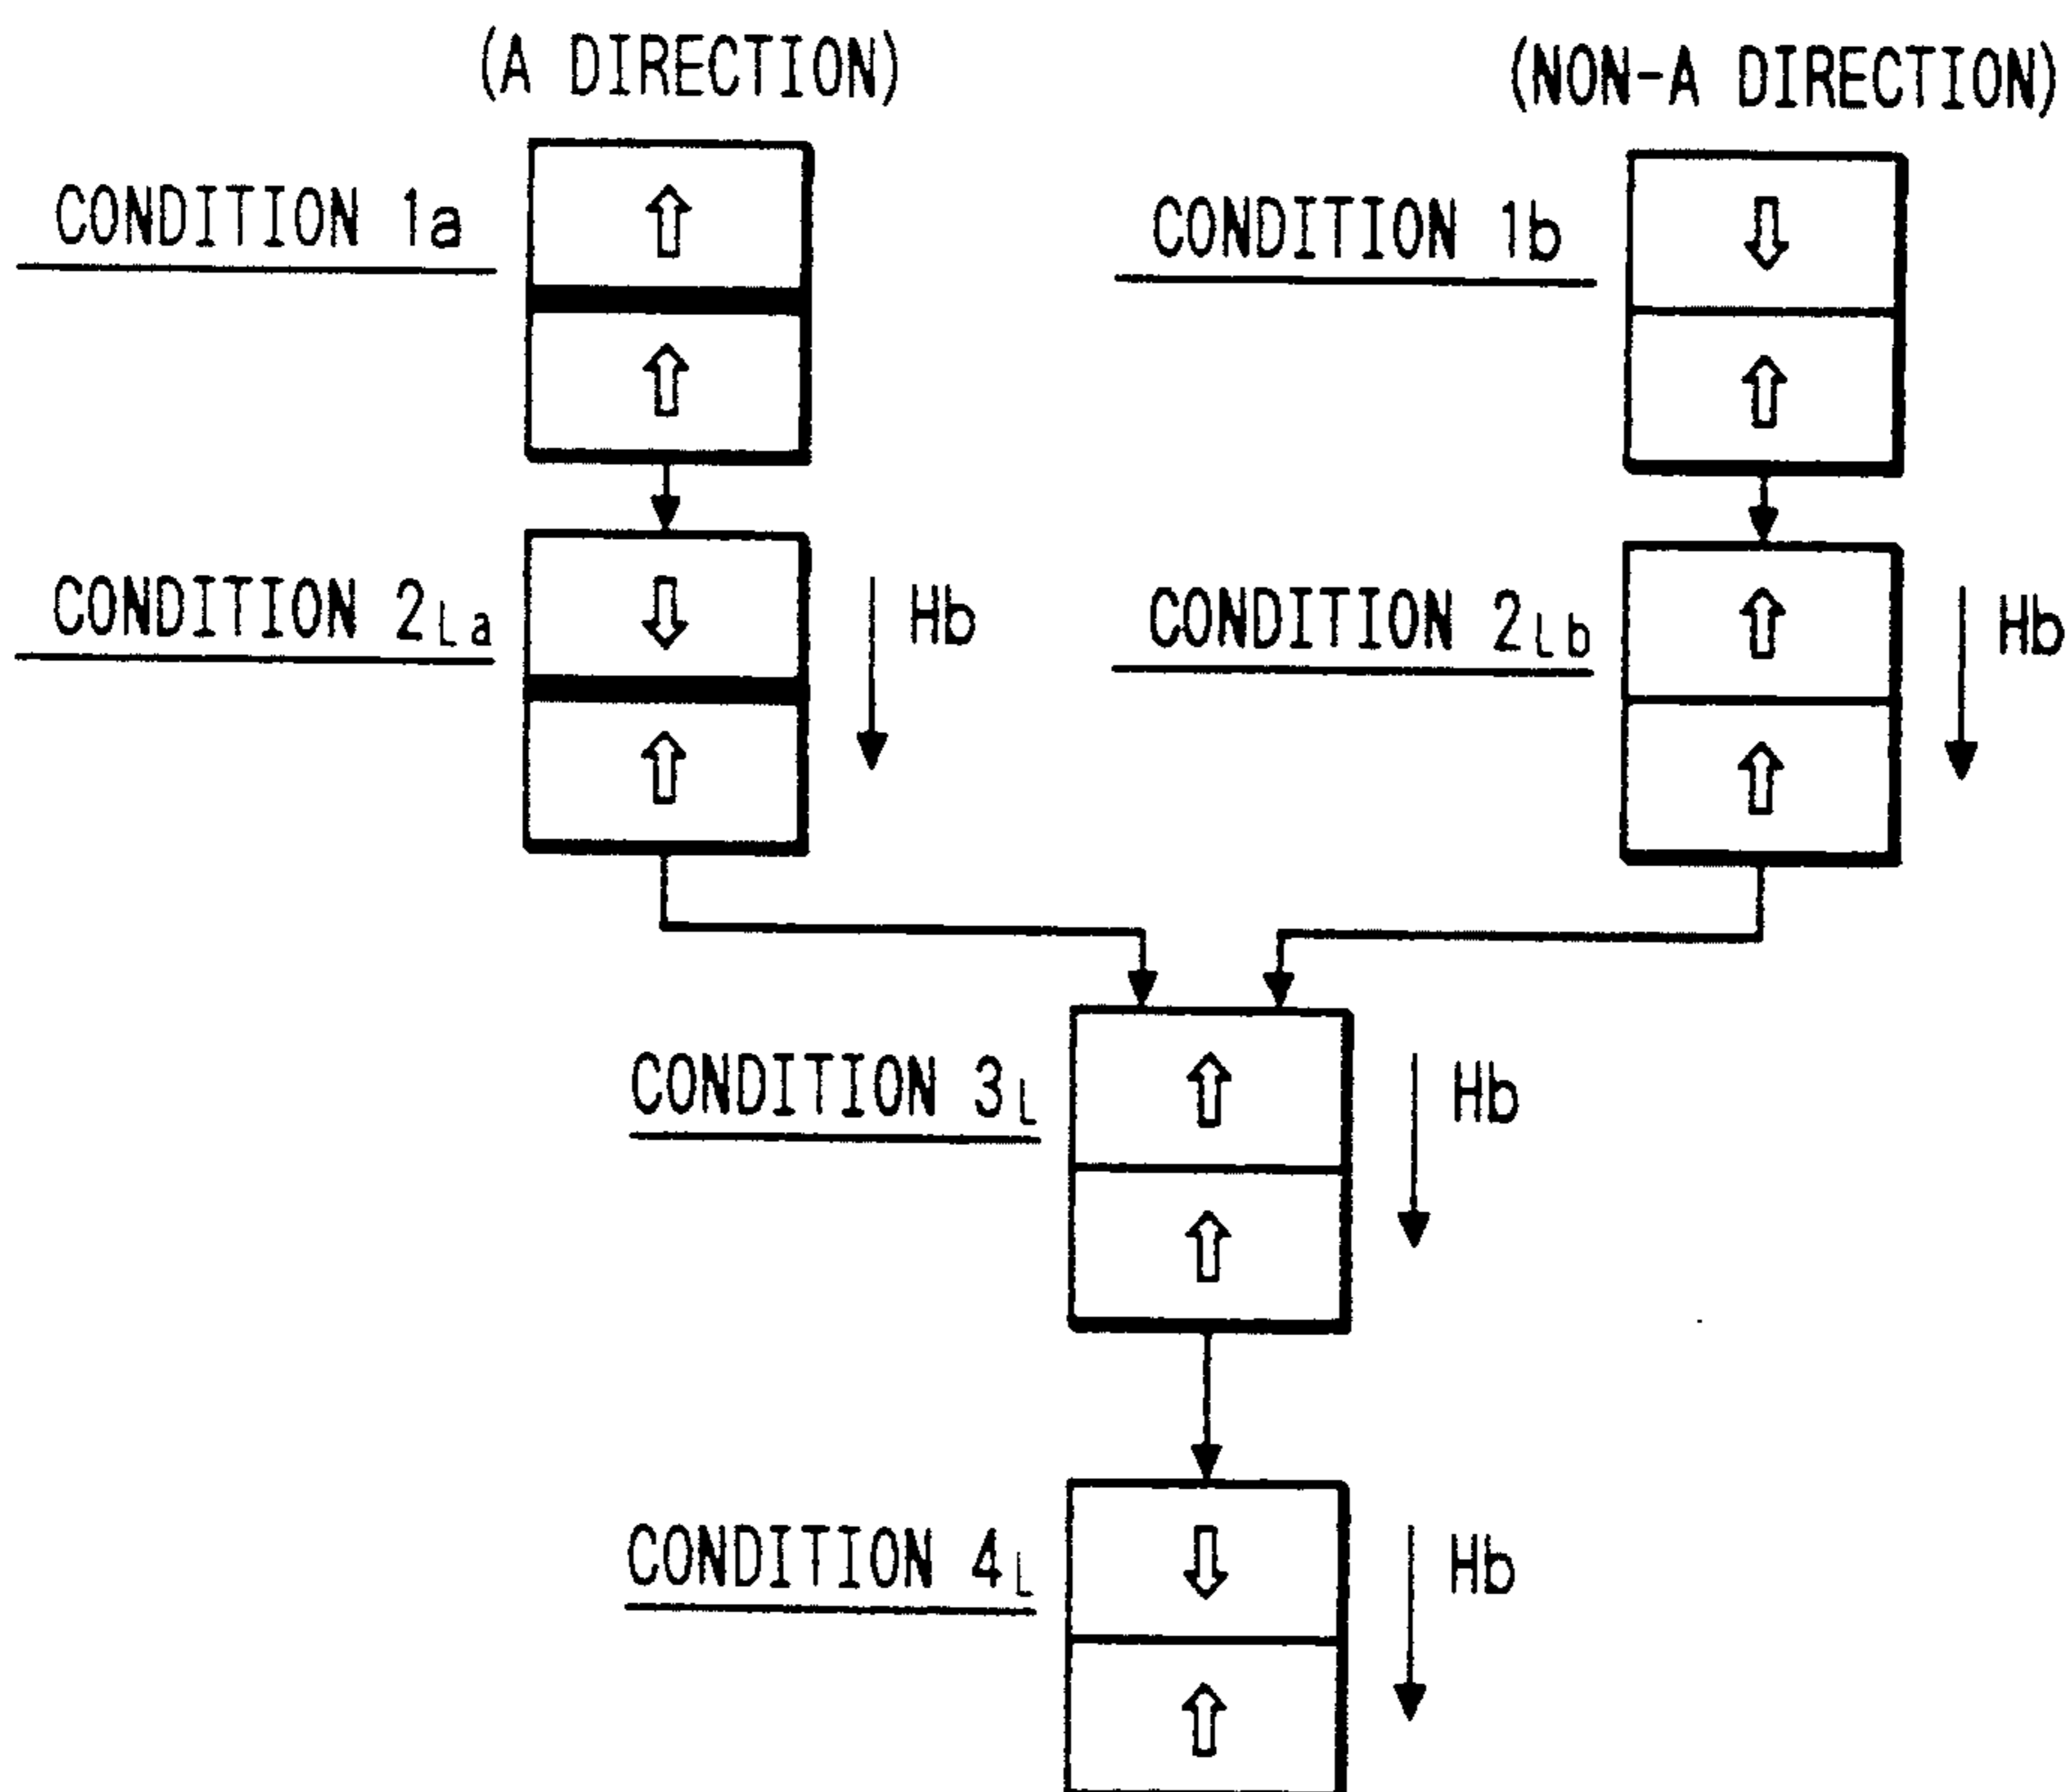 (A DIRECTION)
(NON-A DIRECTION)
CONDITION 1a
CONDITION 1b
CONDITION 2La
Hb
CONDITION 2Lb
Hb
CONDITION 3L
Hb
CONDITION 4L
Hb